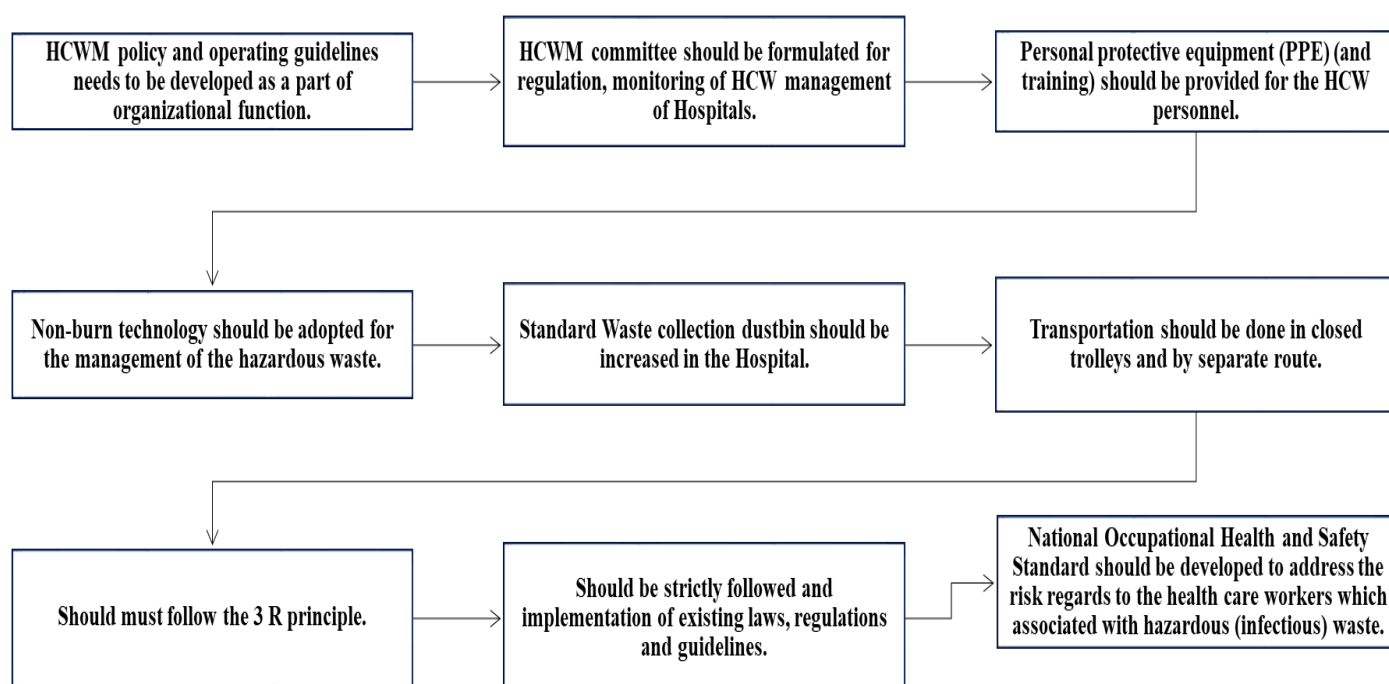 HCWM policy and operating guidelines
needs to be developed as a part of
organizational function.
HCWM committee should be formulated for
regulation, monitoring of HCW management
of Hospitals.
Personal protective equipment (PPE) (and
training) should be provided for the HCW
personnel.
Non-burn technology should be adopted for
the management of the hazardous waste.
Standard Waste collection dustbin should be
increased in the Hospital.
Transportation should be done in closed
trolleys and by separate route.
Should must follow the 3 R principle.
Should be strictly followed and
implementation of existing laws, regulations
and guidelines.
National Occupational Health and Safety
Standard should be developed to address the
risk regards to the health care workers which
associated with hazardous (infectious) waste.